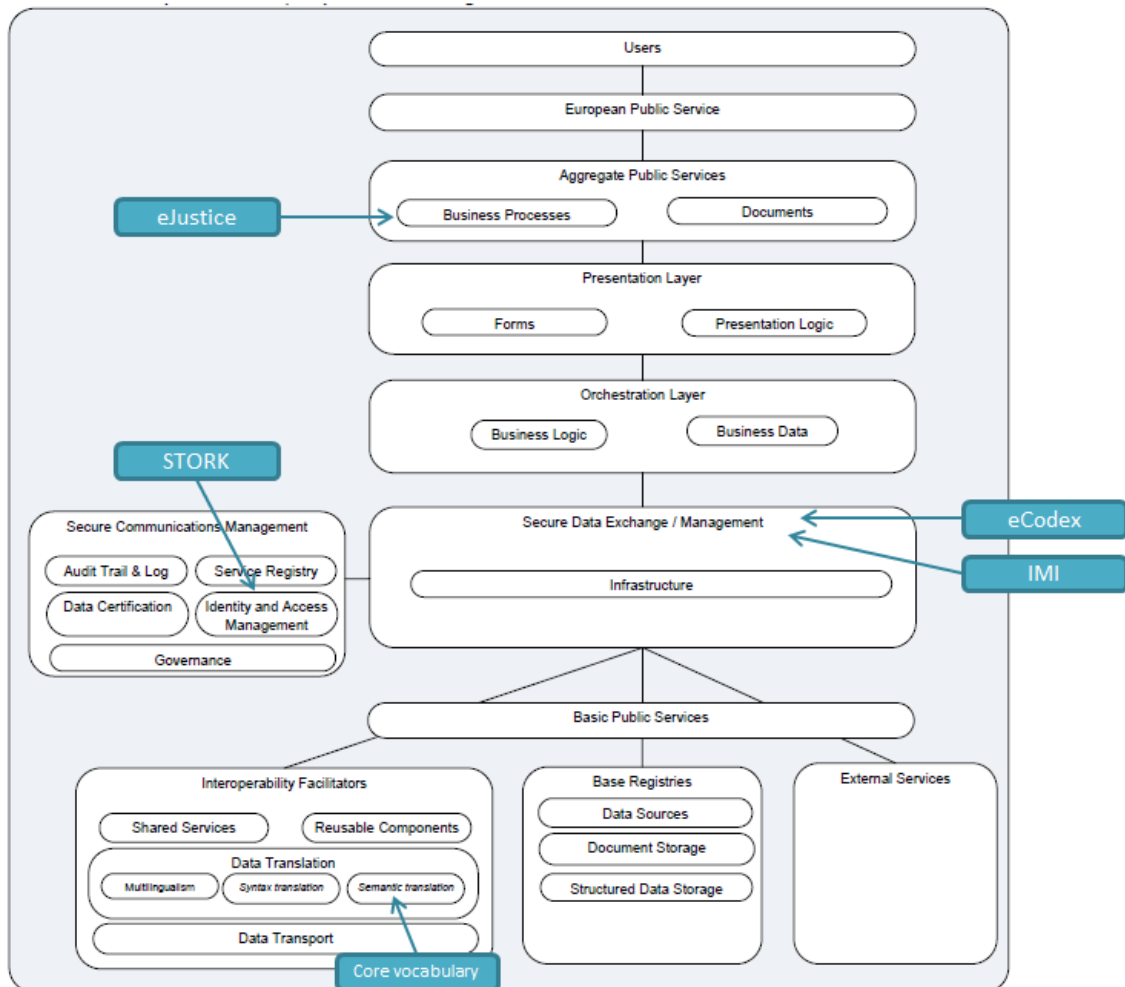 Users
European Public Service
Aggregate Public Services
eJustice
Business Processes
Documents
Presentation Layer
Forms
Presentation Logic
Orchestration Layer
Business Logic
Business Data
STORK
Secure Communications Management
Audit Trail & Log
Service Registry
Data Certification
Identity and Access
Management
Governance
Secure Data Exchange / Management
Infrastructure
eCodex
IMI
Basic Public Services
Interoperability Facilitators
Shared Services
Reusable Components
Data Translation
Multilingualism
Syntax translation
Semantic translation
Data Transport
Core vocabulary
Base Registries
Data Sources
Document Storage
Structured Data Storage
External Services